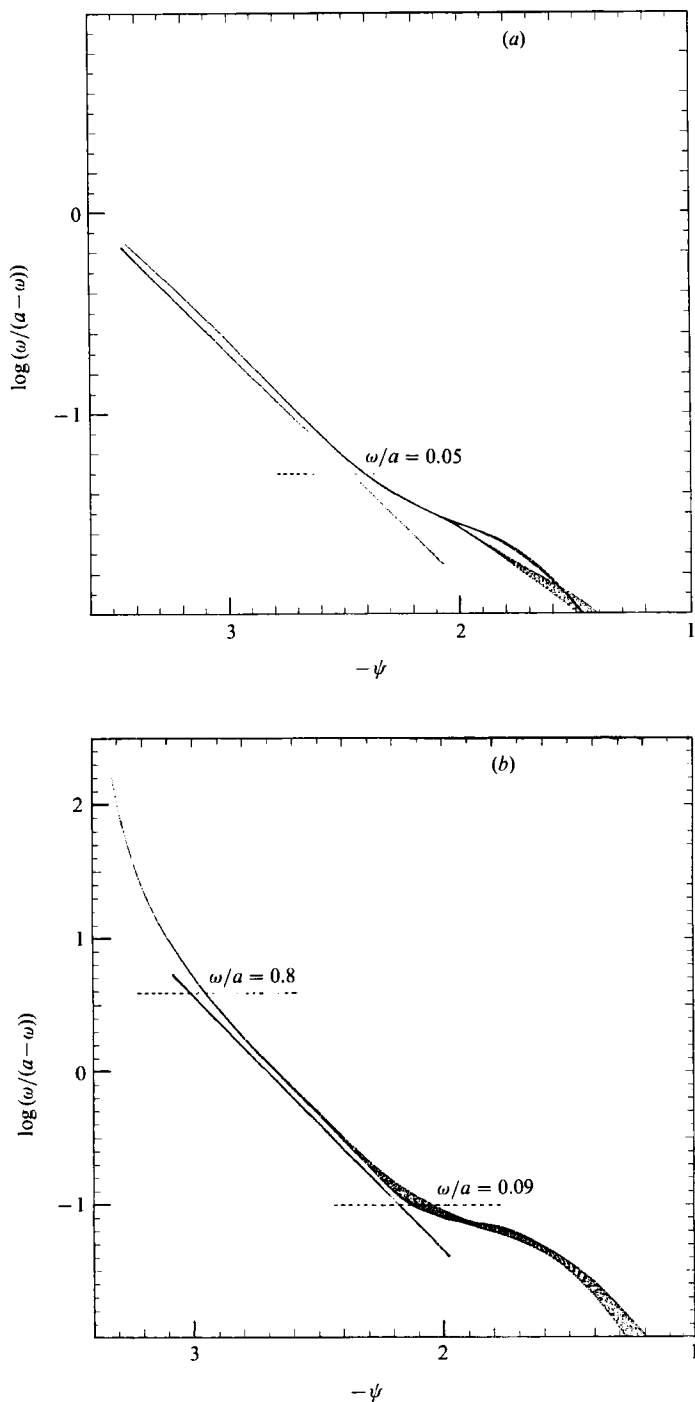 (a)
0
−1
log (ω/(a−ω))
ω/a = 0.05
3
2
1
−ψ
(b)
2
1
0
−1
log (ω/(a−ω))
ω/a = 0.8
ω/a = 0.09
3
2
1
−ψ